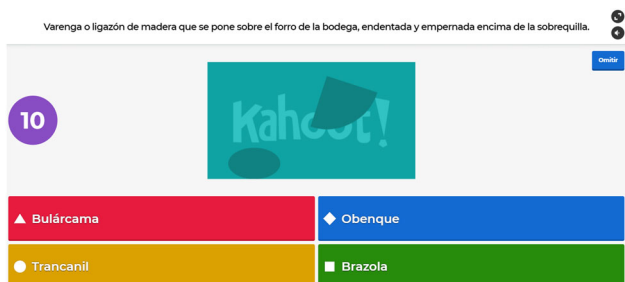 Varenga o ligazón de madera que se pone sobre el forro de la bodega, endentada y empernada encima de la sobrequilla.
Omitir
10
Kahoot!
Bulárcama
Obenque
Trancanil
Brazola